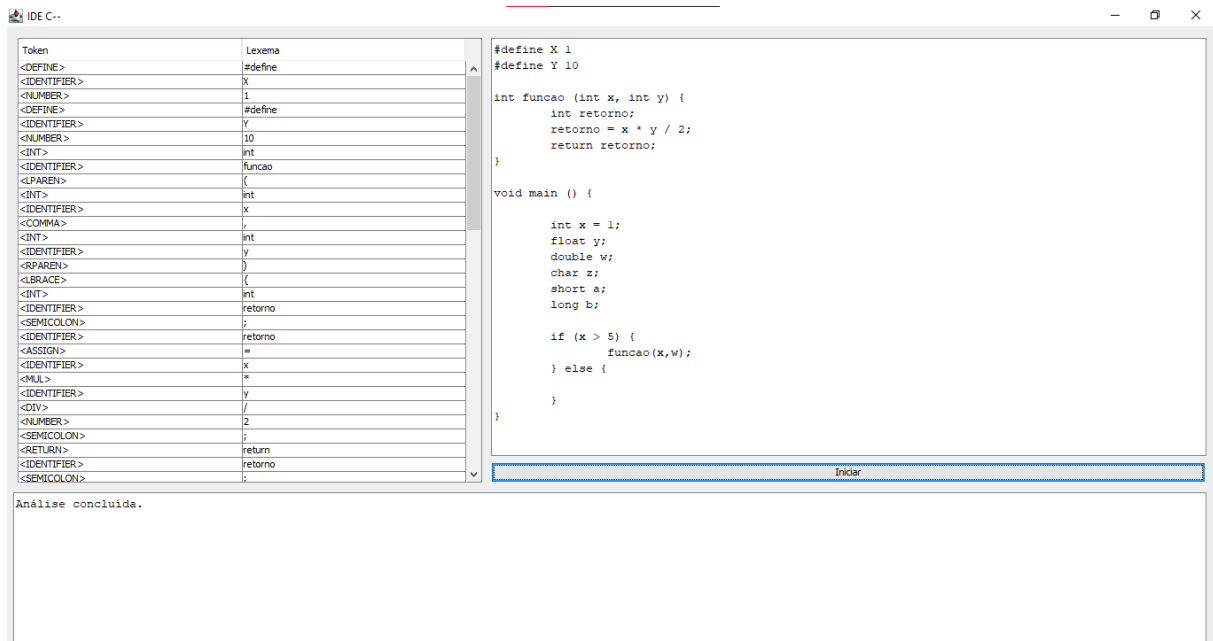 IDE C--
Token Lexema
<DEFINE> #define
<IDENTIFIER> X
<NUMBER> 1
<DEFINE> #define
<IDENTIFIER> Y
<NUMBER> 10
<INT> int
<IDENTIFIER> funcao
<LPAREN> (
<INT> int
<IDENTIFIER> x
<COMMA> ,
<INT> int
<IDENTIFIER> y
<RPAREN> )
<LBRACE> {
<INT> int
<IDENTIFIER> retorno
<SEMICOLON> ;
<IDENTIFIER> retorno
<ASSIGN> =
<IDENTIFIER> x
<MUL> *
<IDENTIFIER> y
<DIV> /
<NUMBER> 2
<SEMICOLON> ;
<RETURN> return
<IDENTIFIER> retorno
<SEMICOLON> ;
#define X 1
#define Y 10
int funcao (int x, int y) {
int retorno;
retorno = x * y / 2;
return retorno;
}
void main () {
int x = 1;
float y;
double w;
char z;
short a;
long b;
if (x > 5) {
funcao(x,w);
} else {
}
}
Iniciar
Análise concluída.